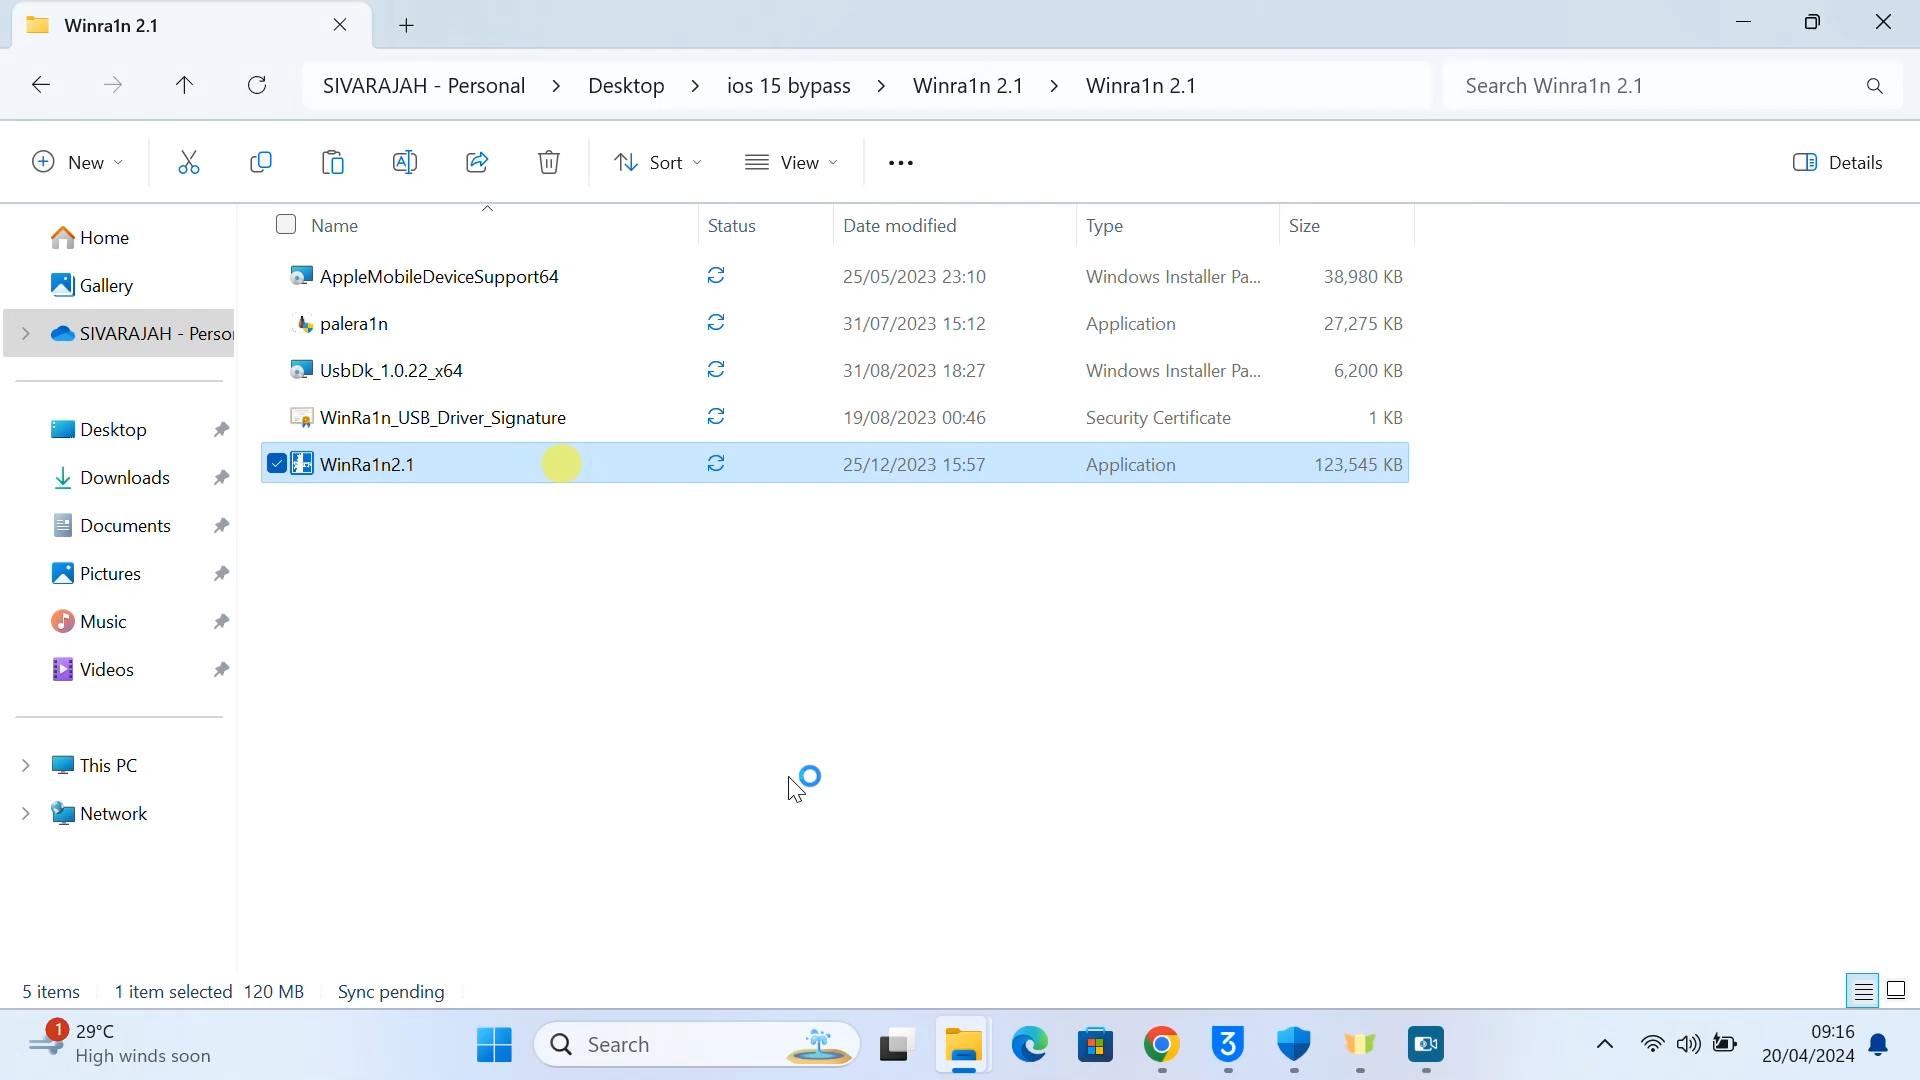 Winra1n 2.1
SIVARAJAH - Personal > Desktop > ios 15 bypass > Winra1n 2.1 > Winra1n 2.1
Search Winra1n 2.1
New
Sort
View
Details
Home
Gallery
SIVARAJAH - Perso
Desktop
Downloads
Documents
Pictures
Music
Videos
This PC
Network
Name Status Date modified Type Size
AppleMobileDeviceSupport64 25/05/2023 23:10 Windows Installer Pa... 38,980 KB
palera1n 31/07/2023 15:12 Application 27,275 KB
UsbDk_1.0.22_x64 31/08/2023 18:27 Windows Installer Pa... 6,200 KB
WinRa1n_USB_Driver_Signature 19/08/2023 00:46 Security Certificate 1 KB
WinRa1n2.1 25/12/2023 15:57 Application 123,545 KB
5 items 1 item selected 120 MB Sync pending
1
29°C
High winds soon
Search
3
09:16
20/04/2024